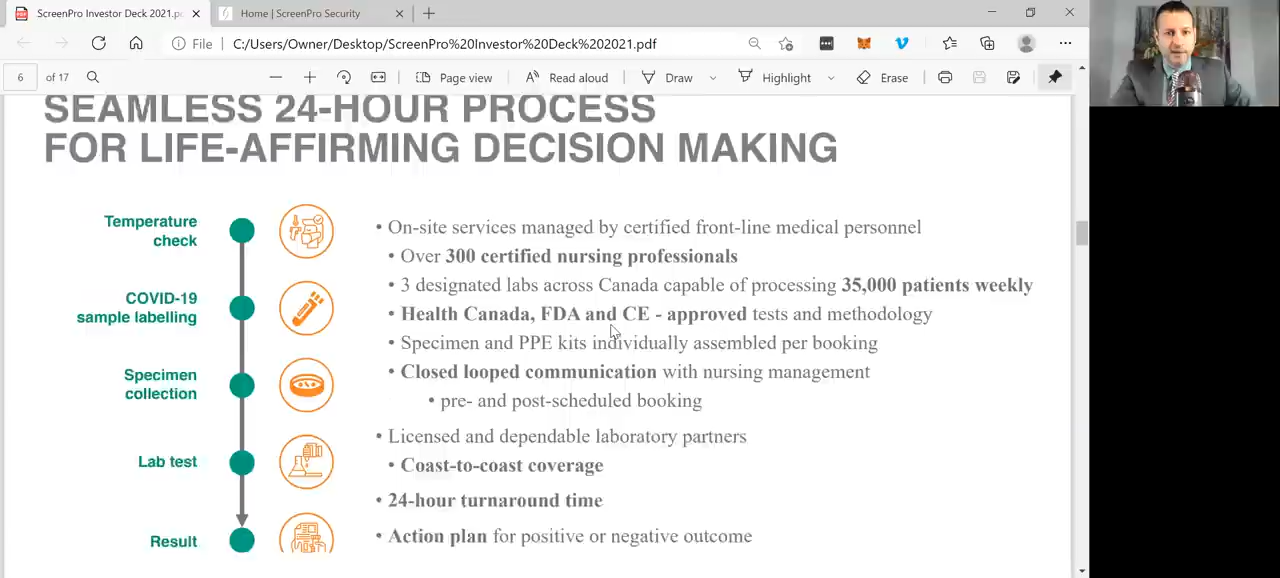 ScreenPro Investor Deck 2021.p
Home | ScreenPro Security
File
C:/Users/Owner/Desktop/ScreenPro%20Investor%20Deck%202021.pdf
6 of 17
Page view
Read aloud
Draw
Highlight
Erase
SEAMLESS 24-HOUR PROCESS
FOR LIFE-AFFIRMING DECISION MAKING
Temperature
check
COVID-19
sample labelling
Specimen
collection
Lab test
Result
• On-site services managed by certified front-line medical personnel
• Over 300 certified nursing professionals
• 3 designated labs across Canada capable of processing 35,000 patients weekly
• Health Canada, FDA and CE - approved tests and methodology
• Specimen and PPE kits individually assembled per booking
• Closed looped communication with nursing management
• pre- and post-scheduled booking
• Licensed and dependable laboratory partners
• Coast-to-coast coverage
• 24-hour turnaround time
• Action plan for positive or negative outcome